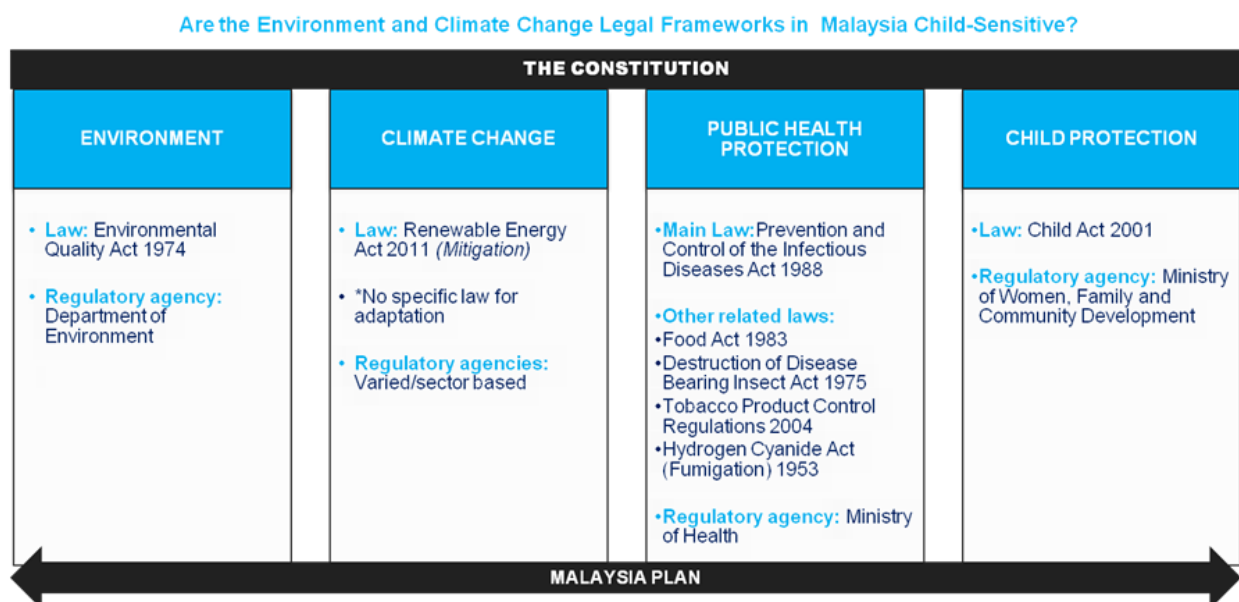 Are the Environment and Climate Change Legal Frameworks in Malaysia Child-Sensitive?
THE CONSTITUTION
ENVIRONMENT
• Law: Environmental
Quality Act 1974
• Regulatory agency:
Department of
Environment
CLIMATE CHANGE
• Law: Renewable Energy
Act 2011 (Mitigation)
• *No specific law for
adaptation
• Regulatory agencies:
Varied/sector based
PUBLIC HEALTH
PROTECTION
•Main Law:Prevention and
Control of the Infectious
Diseases Act 1988
•Other related laws:
•Food Act 1983
•Destruction of Disease
Bearing Insect Act 1975
•Tobacco Product Control
Regulations 2004
•Hydrogen Cyanide Act
(Fumigation) 1953
•Regulatory agency: Ministry
of Health
CHILD PROTECTION
•Law: Child Act 2001
•Regulatory agency: Ministry
of Women, Family and
Community Development
MALAYSIA PLAN